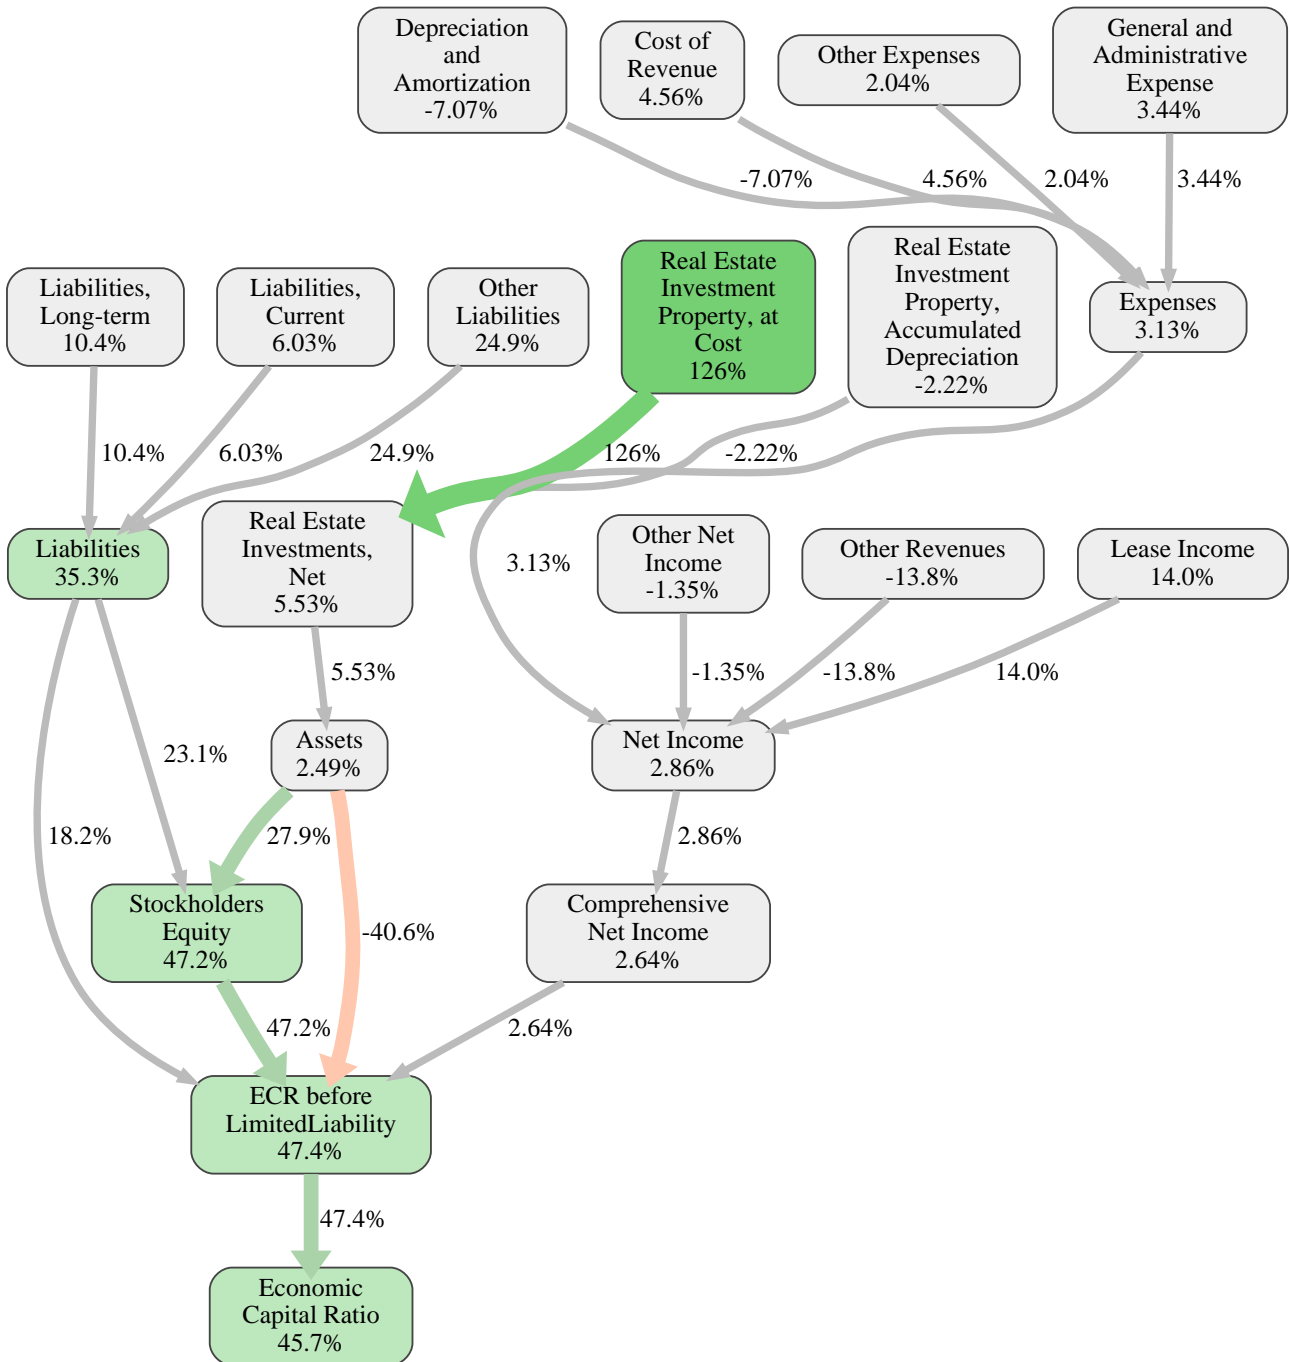 Depreciation
and
Amortization
-7.07%
Cost of
Revenue
4.56%
Other Expenses
2.04%
General and
Administrative
Expense
3.44%
-7.07%
4.56%
2.04%
3.44%
Liabilities,
Long-term
10.4%
Liabilities,
Current
6.03%
Other
Liabilities
24.9%
Real Estate
Investment
Property, at
Cost
126%
Real Estate
Investment
Property,
Accumulated
Depreciation
-2.22%
Expenses
3.13%
10.4%
6.03%
24.9%
126%
-2.22%
Liabilities
35.3%
Real Estate
Investments,
Net
5.53%
3.13%
Other Net
Income
-1.35%
Other Revenues
-13.8%
Lease Income
14.0%
5.53%
-1.35%
-13.8%
14.0%
23.1%
Assets
2.49%
Net Income
2.86%
18.2%
27.9%
2.86%
Stockholders
Equity
47.2%
-40.6%
Comprehensive
Net Income
2.64%
47.2%
2.64%
ECR before
LimitedLiability
47.4%
47.4%
Economic
Capital Ratio
45.7%